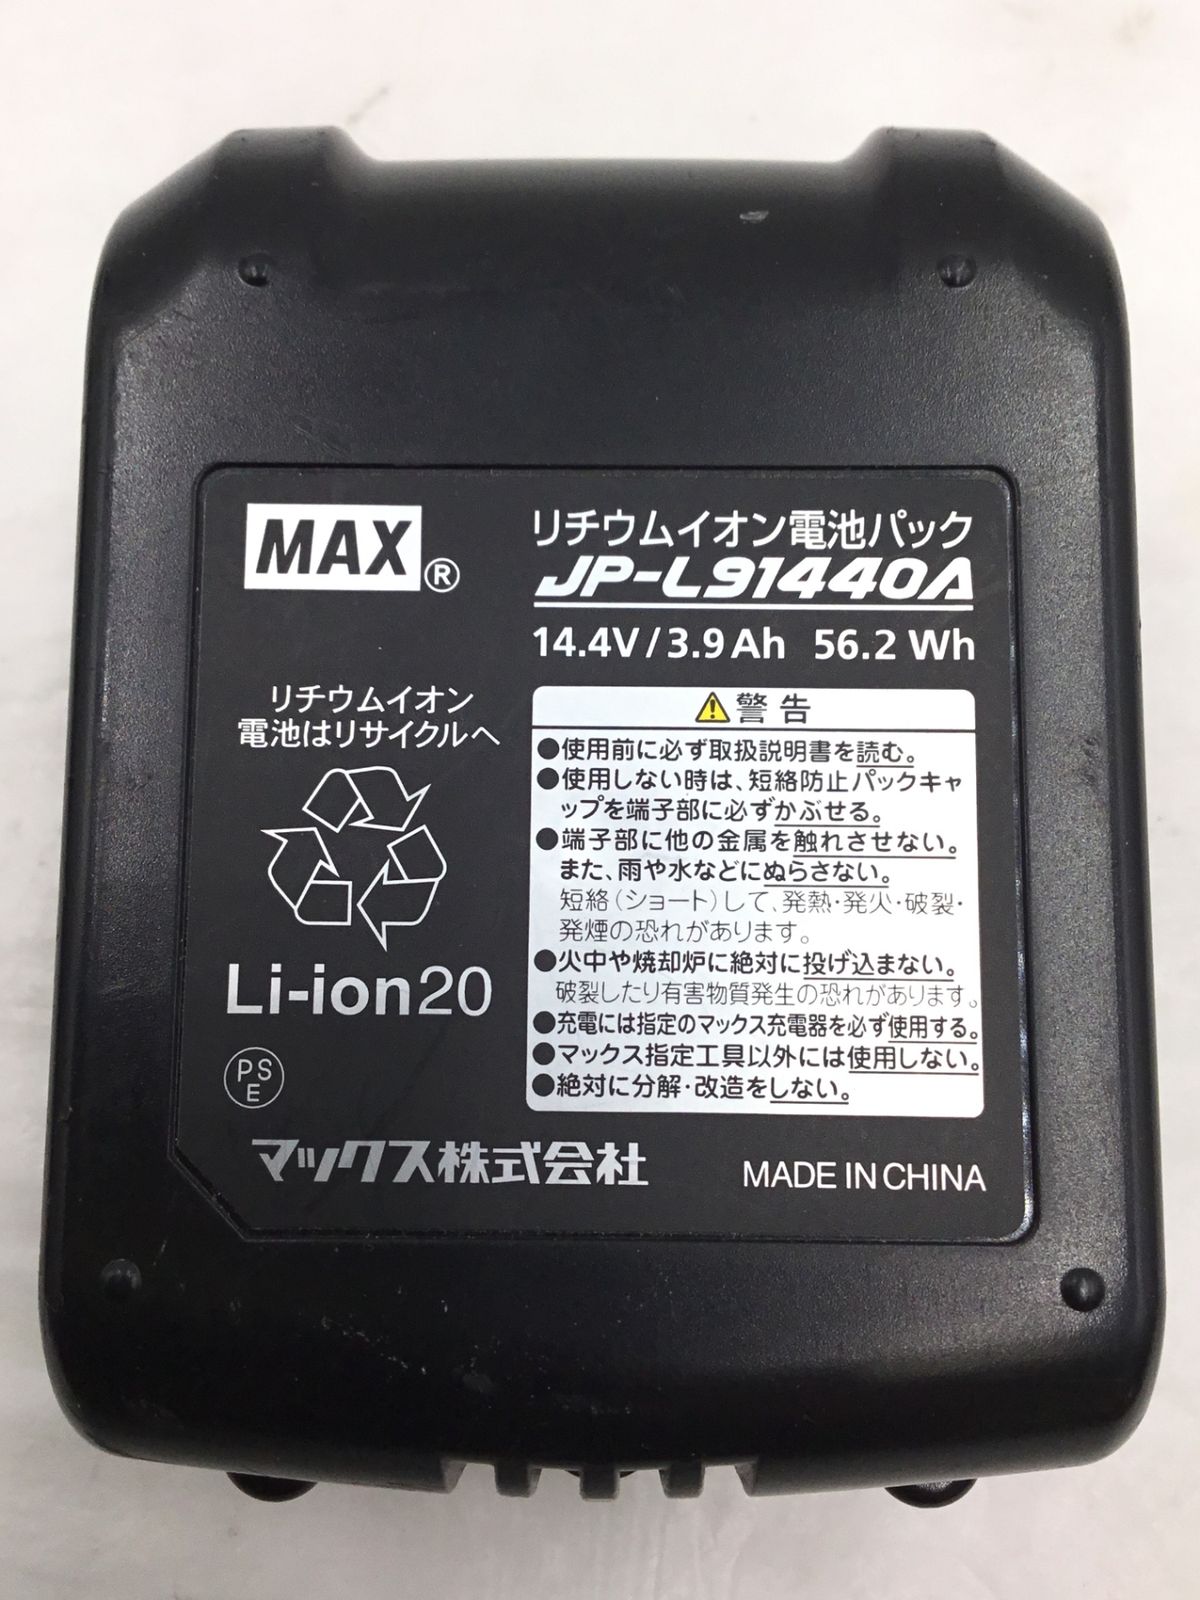 MAX®
リチウムイオン電池パック
JP-L91440A
14.4V/3.9Ah 56.2 Wh
リチウムイオン
電池はリサイクルへ
Li-ion20
PS
E
警告
●使用前に必ず取扱説明書を読む。
●使用しない時は、短絡防止パックキャ
ップを端子部に必ずかぶせる。
●端子部に他の金属を触れさせない。
また、雨や水などにぬらさない。
短絡(ショート)して、発熱・発火・破裂・
発煙の恐れがあります。
●火中や焼却炉に絶対に投げ込まない。
破裂したり有害物質発生の恐れがあります。
●充電には指定のマックス充電器を必ず使用する。
●マックス指定工具以外には使用しない。
●絶対に分解・改造をしない。
マックス株式会社
MADE IN CHINA